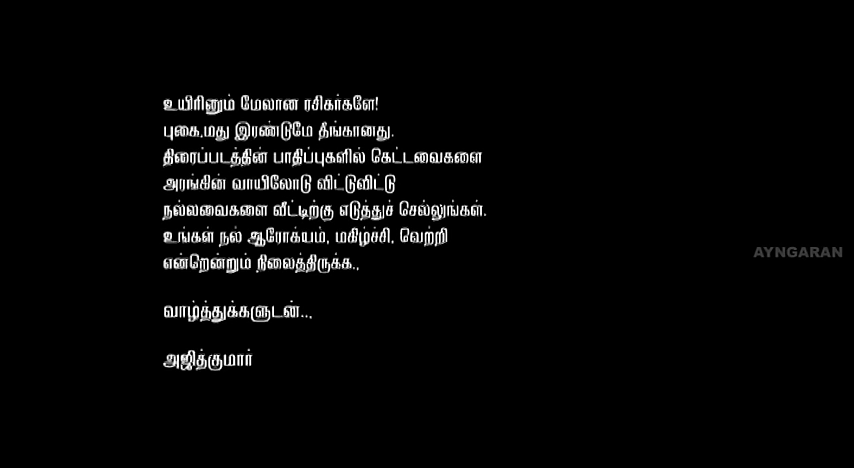 உயிரினும் மேலான ரசிகர்களே!
புகை,மது இரண்டுமே தீங்கானது.
திரைப்படத்தின் பாதிப்புகளில் கெட்டவைகளை
அரங்கின் வாயிலோடு விட்டுவிட்டு
நல்லவைகளை வீட்டிற்கு எடுத்துச் செல்லுங்கள்.
உங்கள் நல் ஆரோக்யம், மகிழ்ச்சி, வெற்றி
என்றென்றும் நிலைத்திருக்க.,
AYNGARAN
வாழ்த்துக்களுடன்...
அஜித்குமார்